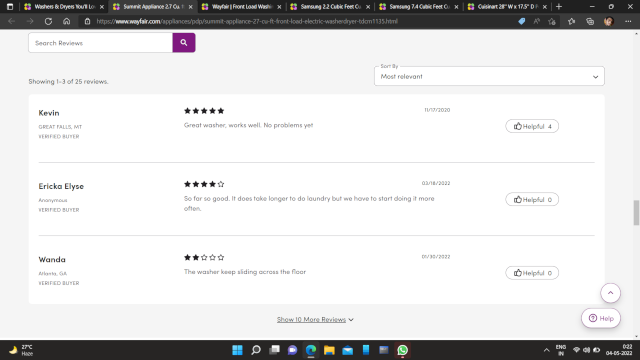 Washers & Dryers You'll Lo
Summit Appliance 2.7 Cu. F
Wayfair | Front Load Washe
Samsung 2.2 Cubic Feet Cu
Samsung 7.4 Cubic Feet Cu
Cuisinart 28" W x 17.5" D P
https://www.wayfair.com/appliances/pdp/summit-appliance-27-cu-ft-front-load-electric-washerdryer-tdom1135.html
Search Reviews
Showing 1-3 of 25 reviews.
Sort By
Most relevant
Kevin
11/17/2020
GREAT FALLS, MT
Great washer, works well. No problems yet
Helpful 4
VERIFIED BUYER
Ericka Elyse
03/18/2022
Anonymous
So far so good. It does take longer to do laundry but we have to start doing it more
often.
Helpful 0
VERIFIED BUYER
Wanda
01/30/2022
Atlanta, GA
The washer keep sliding across the floor
Helpful 0
VERIFIED BUYER
Show 10 More Reviews
Help
27°C
Haze
ENG
IN
0:22
04-05-2022